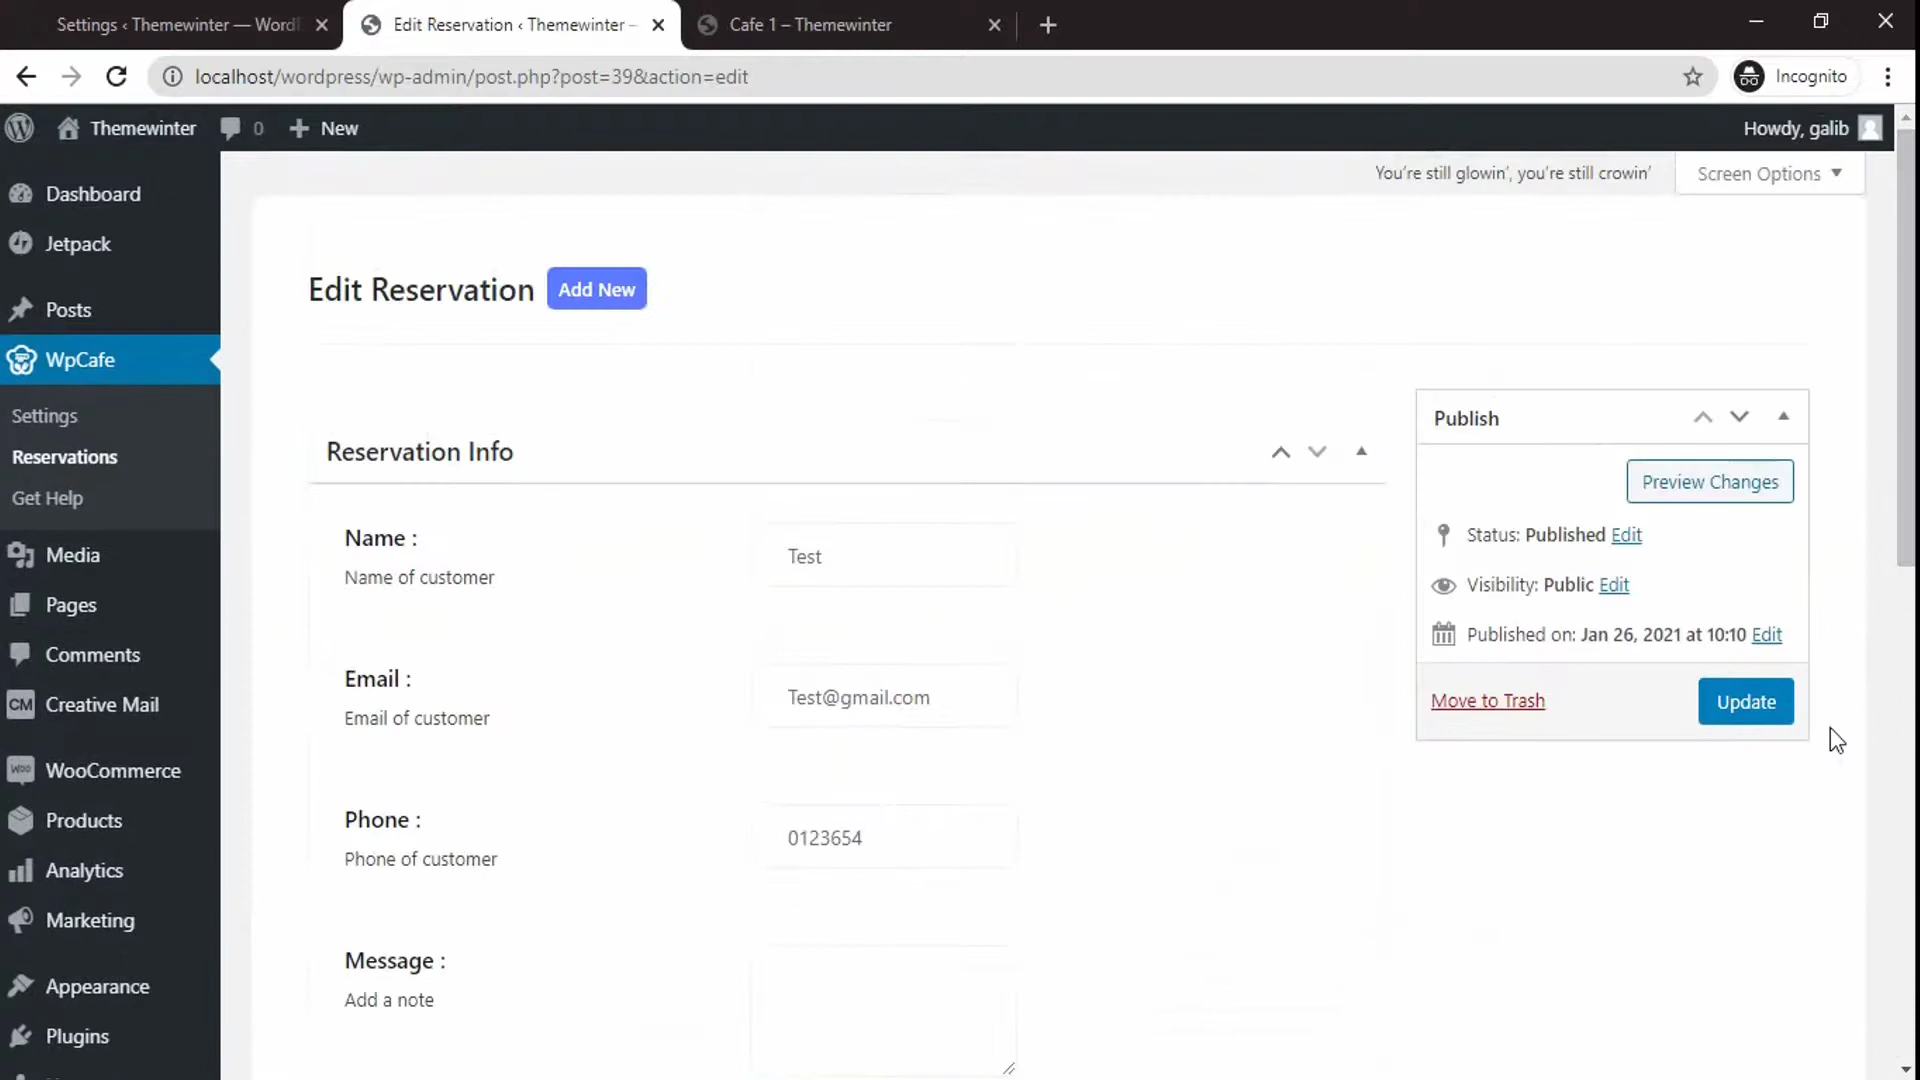 Settings ‹ Themewinter — Word
Edit Reservation ‹ Themewinter –
Cafe 1 – Themewinter
localhost/wordpress/wp-admin/post.php?post=39&action=edit
Incognito
Themewinter
0
New
Howdy, galib
You're still glowin', you're still crowin'
Screen Options
Dashboard
Jetpack
Posts
WpCafe
Settings
Reservations
Get Help
Media
Pages
Comments
CM Creative Mail
Woo WooCommerce
Products
Analytics
Marketing
Appearance
Plugins
Edit Reservation
Add New
Reservation Info
Name :
Name of customer
Test
Email :
Email of customer
Test@gmail.com
Phone :
Phone of customer
0123654
Message :
Add a note
Publish
Preview Changes
Status: Published Edit
Visibility: Public Edit
Published on: Jan 26, 2021 at 10:10 Edit
Move to Trash
Update